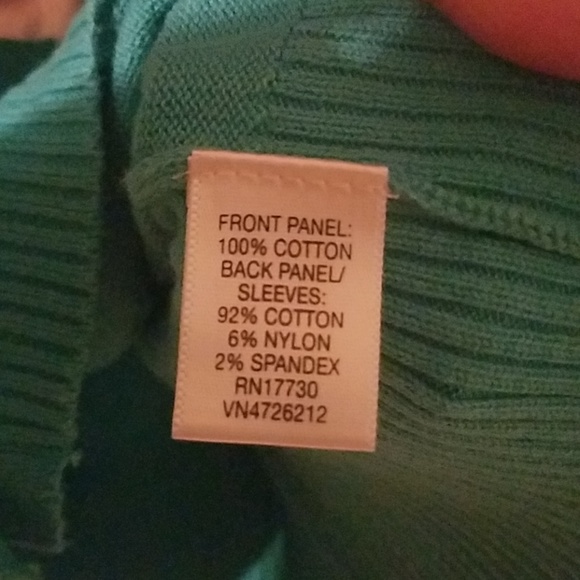 FRONT PANEL:
100% COTTON
BACK PANEL/
SLEEVES:
92% COTTON
6% NYLON
2% SPANDEX
RN17730
VN4726212